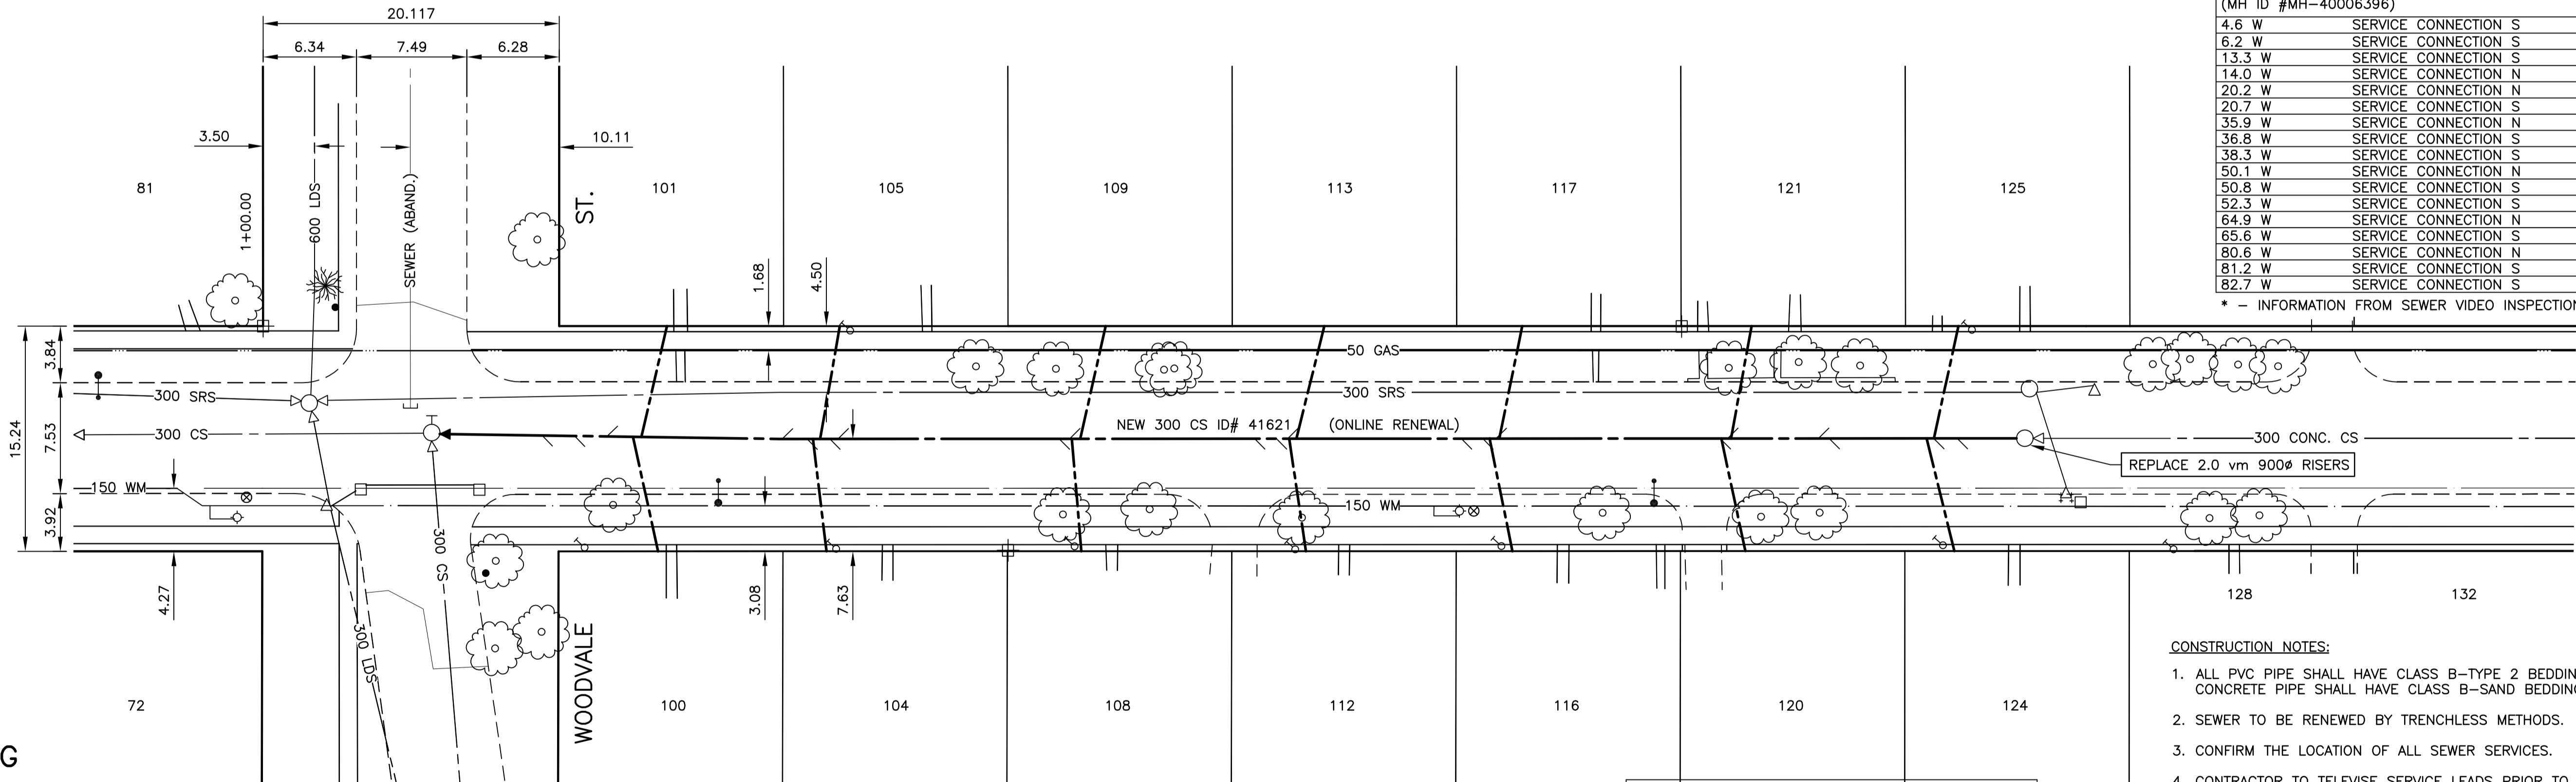 20.117
6.34 7.49 6.28
3.50
10.11
81
1+00.00
600 LDS
SEWER (ABAND.)
ST.
101
105
109
113
117
121
125
1.68
4.50
(MH ID #MH-40006396)
4.6 W SERVICE CONNECTION S
6.2 W SERVICE CONNECTION S
13.3 W SERVICE CONNECTION S
14.0 W SERVICE CONNECTION N
20.2 W SERVICE CONNECTION N
20.7 W SERVICE CONNECTION S
35.9 W SERVICE CONNECTION N
36.8 W SERVICE CONNECTION S
38.3 W SERVICE CONNECTION S
50.1 W SERVICE CONNECTION N
50.8 W SERVICE CONNECTION S
52.3 W SERVICE CONNECTION S
64.9 W SERVICE CONNECTION N
65.6 W SERVICE CONNECTION S
80.6 W SERVICE CONNECTION N
81.2 W SERVICE CONNECTION S
82.7 W SERVICE CONNECTION S
* - INFORMATION FROM SEWER VIDEO INSPECTION
15.24
3.84
7.53
3.92
50 GAS
300 SRS
300 SRS
300 CS
NEW 300 CS ID# 41621 (ONLINE RENEWAL)
300 CONC. CS
REPLACE 2.0 vm 900ø RISERS
150 WM
150 WM
300 CS
300 LDS
4.27
3.08
7.63
WOODVALE
72
100
104
108
112
116
120
124
128
132
G
CONSTRUCTION NOTES:
1. ALL PVC PIPE SHALL HAVE CLASS B-TYPE 2 BEDDIN
CONCRETE PIPE SHALL HAVE CLASS B-SAND BEDDING
2. SEWER TO BE RENEWED BY TRENCHLESS METHODS.
3. CONFIRM THE LOCATION OF ALL SEWER SERVICES.
4. CONTRACTOR TO TELEVISE SERVICE LEADS PRIOR TO